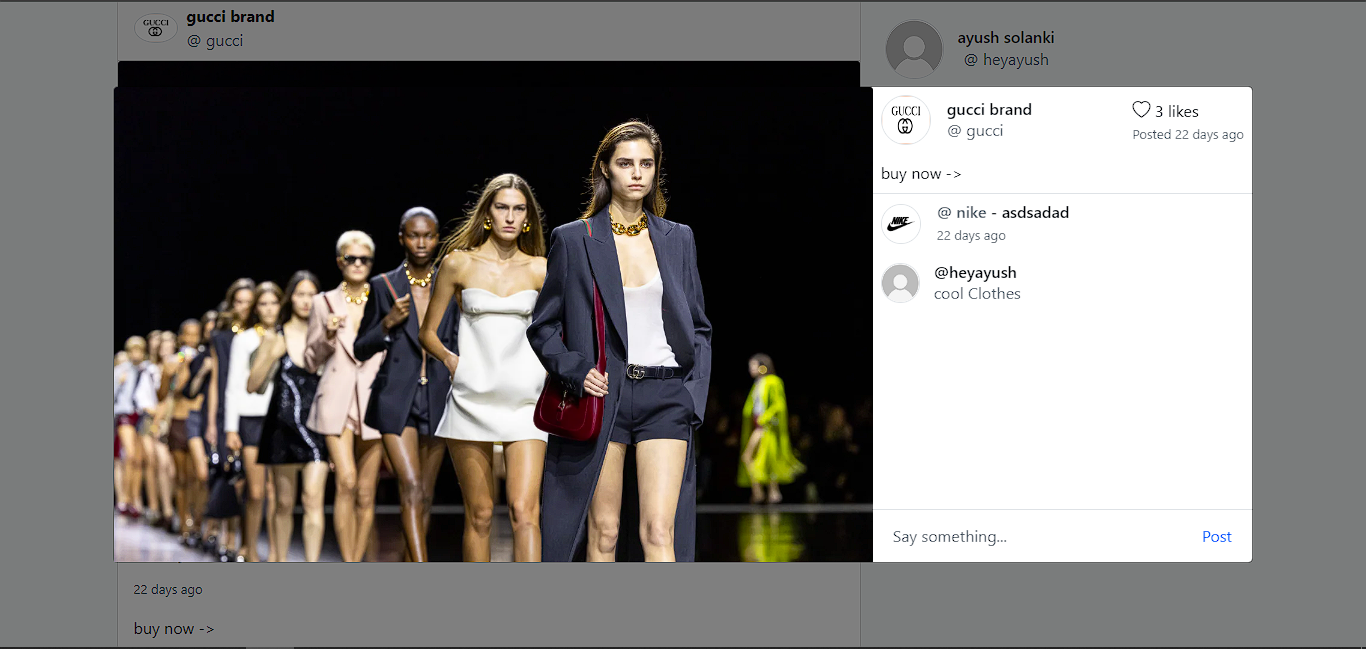 GUCCI
gucci brand
@ gucci
ayush solanki
@ heyayush
GUCCI
gucci brand
@ gucci
3 likes
Posted 22 days ago
buy now ->
NIKE
@ nike - asdsadad
22 days ago
@heyayush
cool Clothes
Say something...
Post
22 days ago
buy now ->